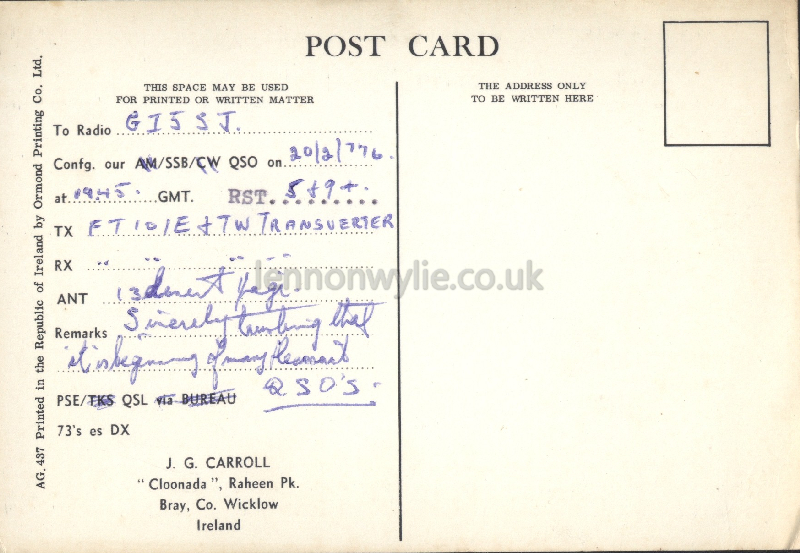 POST CARD
THIS SPACE MAY BE USED
FOR PRINTED OR WRITTEN MATTER
To Radio GI5SJ.
Confg. our AM/SSB/CW QSO on 20/2/776.
at 1945. GMT. RST. 5+9+.
TX FT101E + TW TRANSVERTER
RX " " " "
ANT 13 element yagi.
Remarks Sincerely trusting that
it is beginning of many pleasant
QSO'S.
PSE/TKS QSL via BUREAU
73's es DX
J. G. CARROLL
"Cloonada", Raheen Pk.
Bray, Co. Wicklow
Ireland
AG. 437 Printed in the Republic of Ireland by Ormond Printing Co. Ltd.
THE ADDRESS ONLY
TO BE WRITTEN HERE
lennonwylie.co.uk